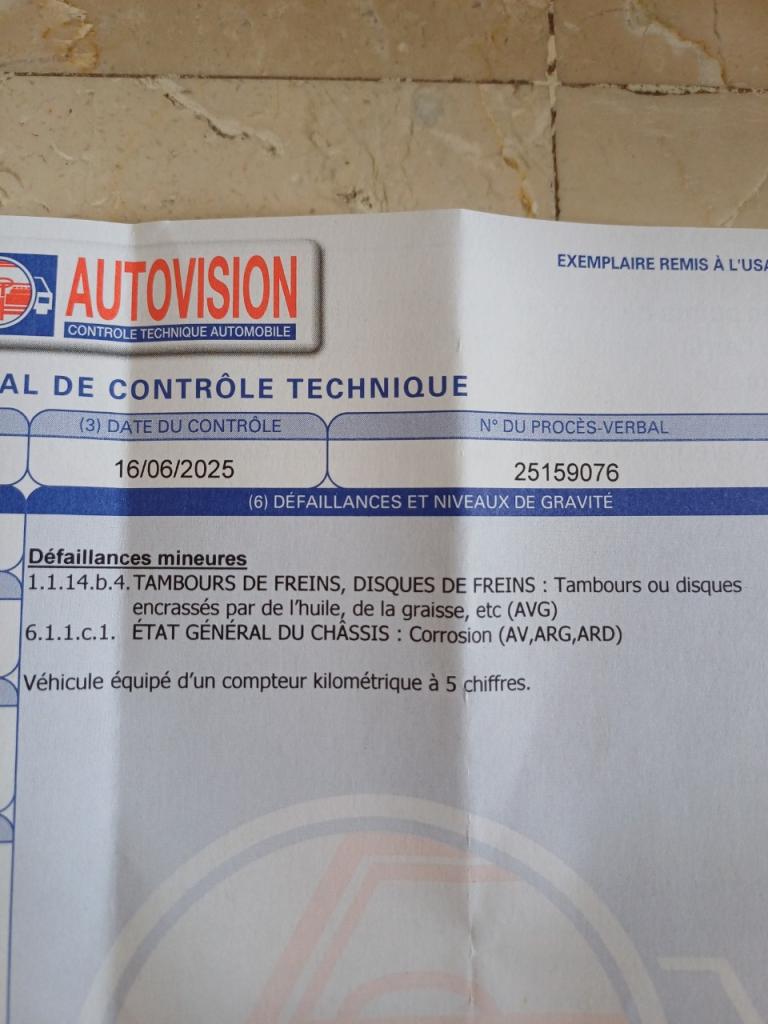 AUTOVISION
CONTROLE TECHNIQUE AUTOMOBILE
EXEMPLAIRE REMIS À L'USA
AL DE CONTRÔLE TECHNIQUE
(3) DATE DU CONTRÔLE
N° DU PROCÈS-VERBAL
16/06/2025
25159076
(6) DÉFAILLANCES ET NIVEAUX DE GRAVITÉ
Défaillances mineures
1.1.14.b.4. TAMBOURS DE FREINS, DISQUES DE FREINS : Tambours ou disques
encrassés par de l'huile, de la graisse, etc (AVG)
6.1.1.c.1. ÉTAT GÉNÉRAL DU CHÂSSIS : Corrosion (AV,ARG,ARD)
Véhicule équipé d'un compteur kilométrique à 5 chiffres.